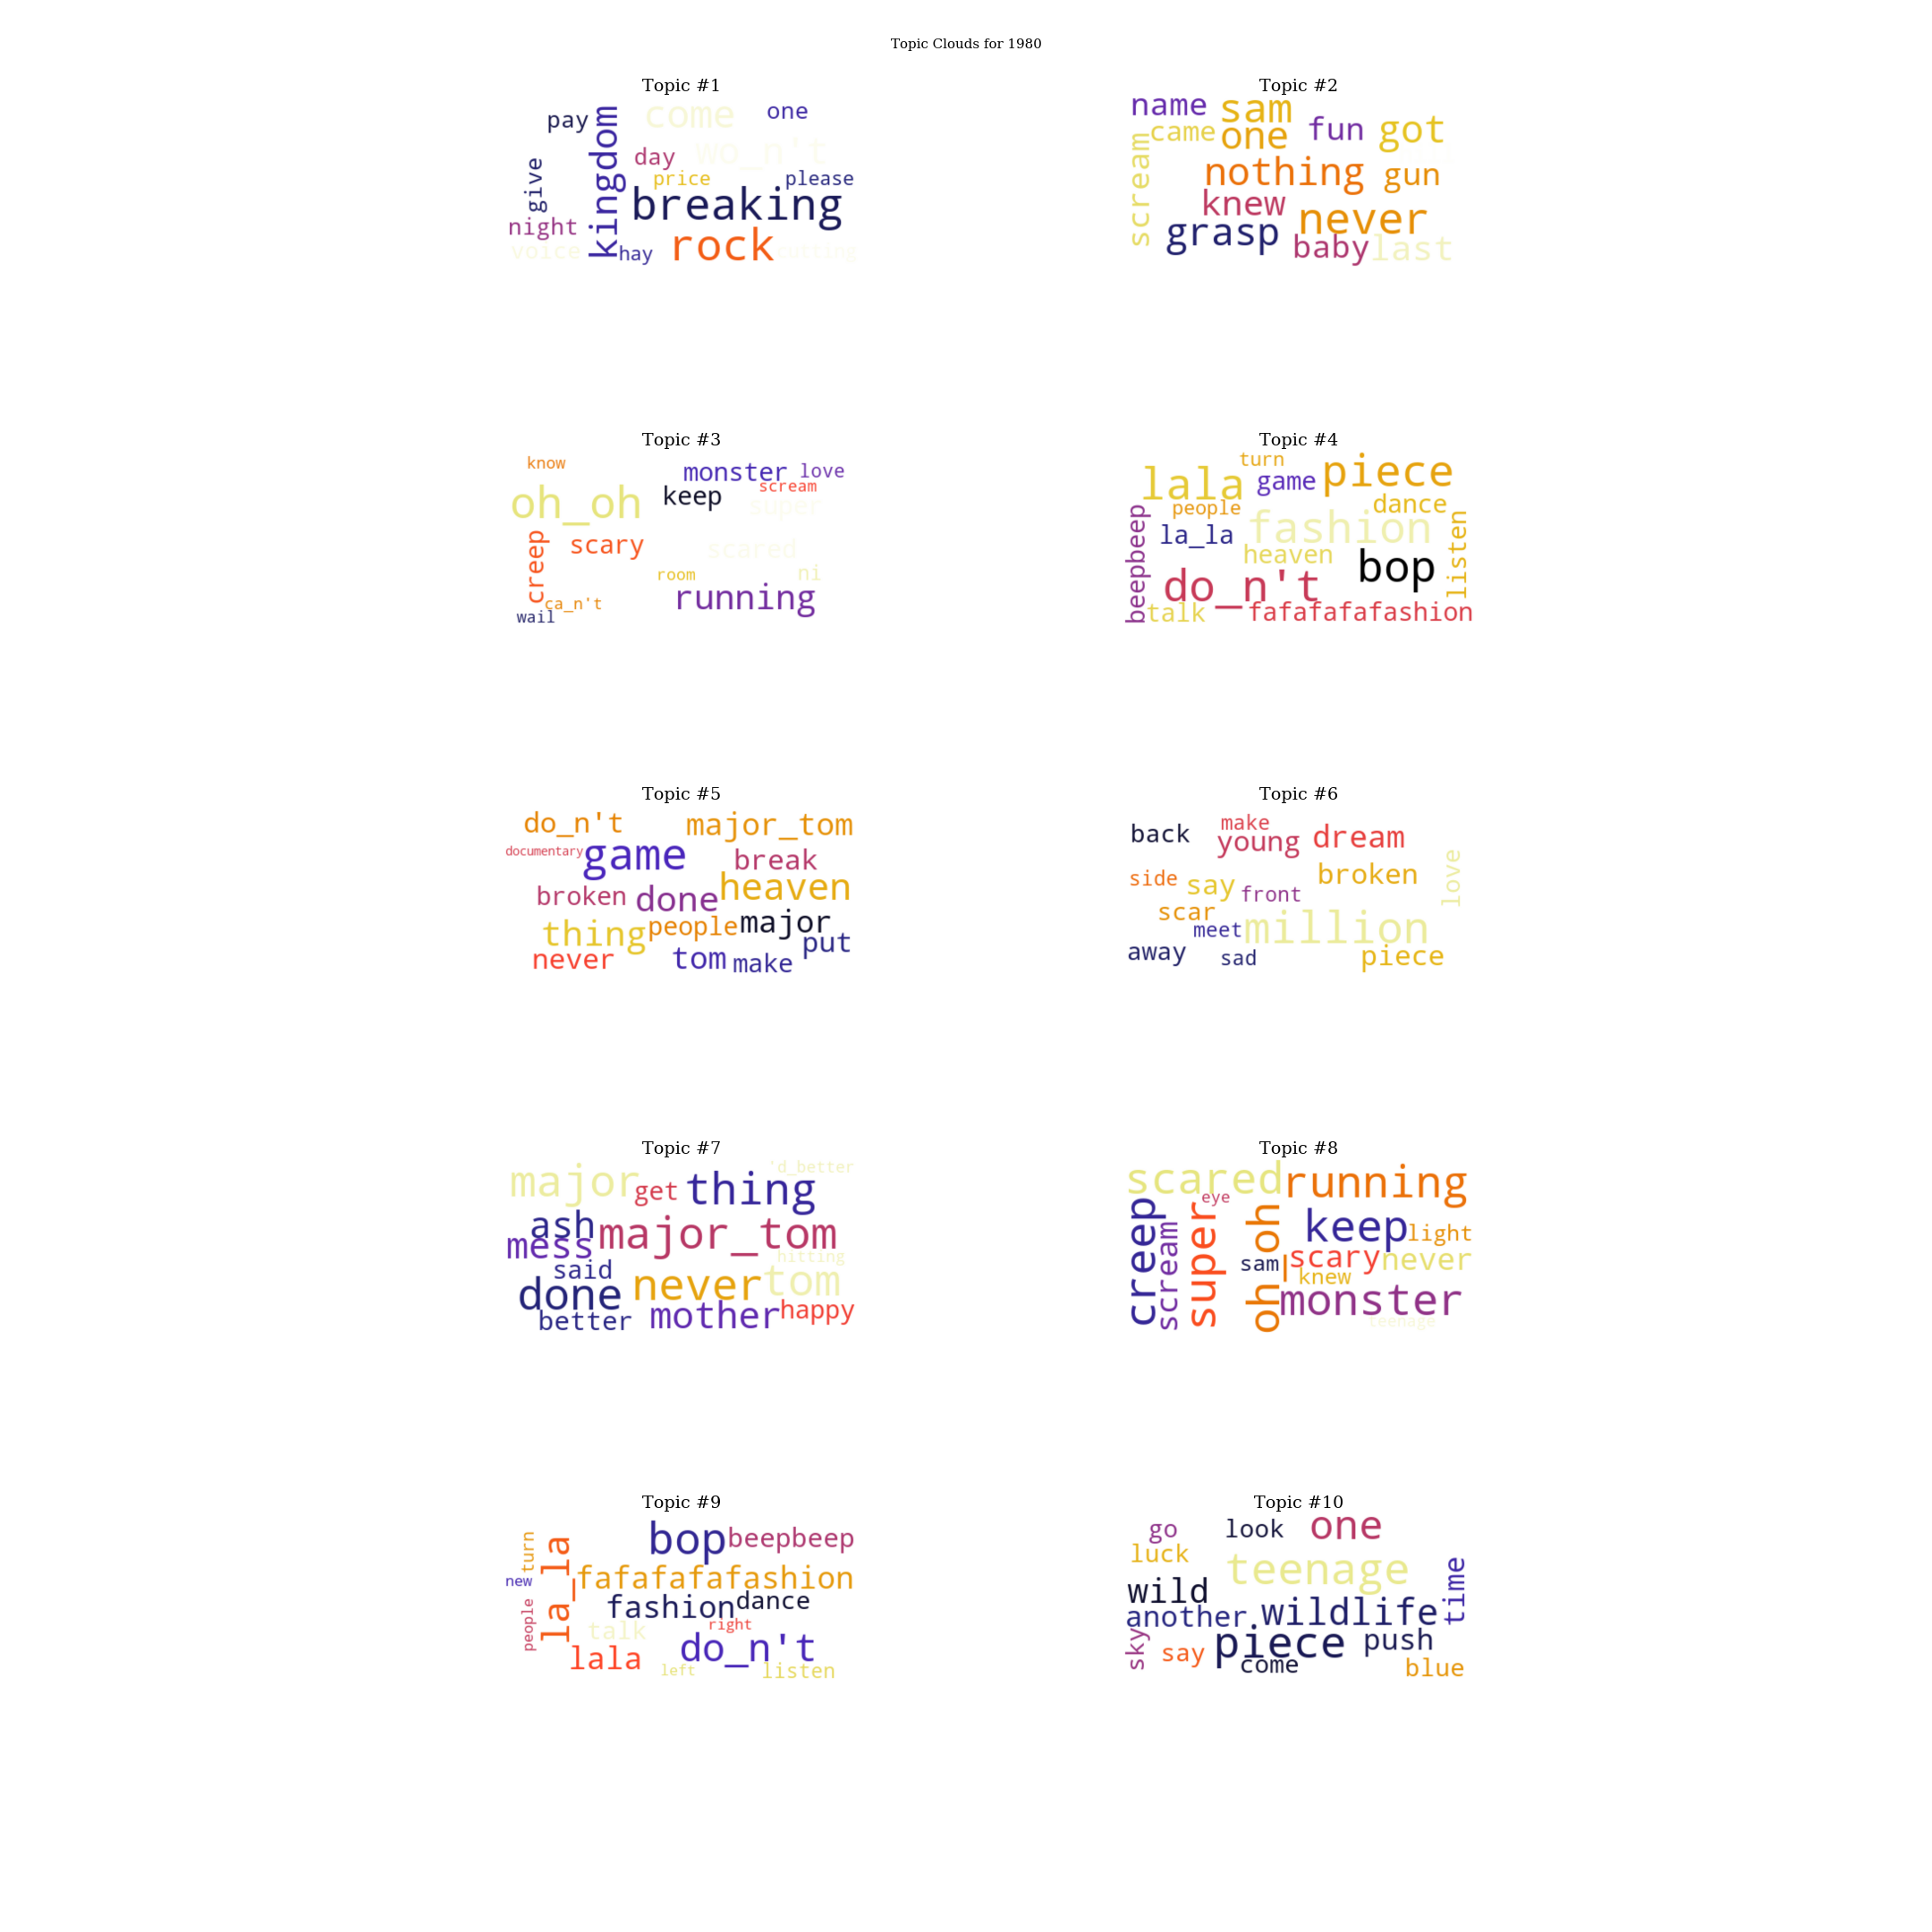 Topic Clouds for 1980
Topic #1
pay
kingdom
come
one
day
wo_n't
give
price
please
breaking
night
voice
hay
rock
cutting
Topic #2
name
sam
came
one
fun
got
scream
nothing
gun
knew
never
grasp
baby
last
Topic #3
know
monster
love
oh_oh
keep
scream
super
creep
scary
scared
room
ni
ca_n't
running
wail
Topic #4
turn
lala
game
piece
people
dance
beepbeep
la_la
fashion
listen
heaven
bop
do_n't
talk
fafafafafashion
Topic #5
do_n't
major_tom
documentary
game
break
broken
done
heaven
thing
people
major
put
never
tom
make
Topic #6
back
make
young
dream
side
say
front
broken
love
scar
meet
million
away
sad
piece
Topic #7
major
get
thing
'd_better
ash
mess
major_tom
said
hitting
done
never
tom
better
mother
happy
Topic #8
scared
running
eye
creep
scream
super
oh_oh
keep
light
sam
scary
never
knew
monster
teenage
Topic #9
turn
la_la
bop
beepbeep
new
fafafafafashion
people
fashion
dance
talk
right
lala
do_n't
left
listen
Topic #10
go
look
one
luck
teenage
wild
time
another
wildlife
sky
say
piece
push
come
blue